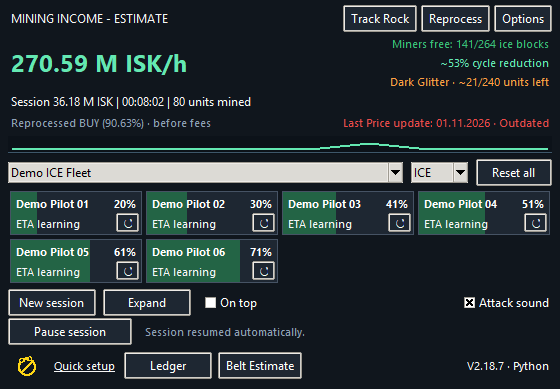 MINING INCOME - ESTIMATE
Track Rock
Reprocess
Options
Miners free: 141/264 ice blocks
270.59 M ISK/h
~53% cycle reduction
Dark Glitter · ~21/240 units left
Session 36.18 M ISK | 00:08:02 | 80 units mined
Reprocessed BUY (90.63%) · before fees
Last Price update: 01.11.2026 · Outdated
Demo ICE Fleet
ICE
Reset all
Demo Pilot 01 20%
ETA learning
Demo Pilot 02 30%
ETA learning
Demo Pilot 03 41%
ETA learning
Demo Pilot 04 51%
ETA learning
Demo Pilot 05 61%
ETA learning
Demo Pilot 06 71%
ETA learning
New session
Expand
On top
Attack sound
Pause session
Session resumed automatically.
Quick setup
Ledger
Belt Estimate
V2.18.7 · Python